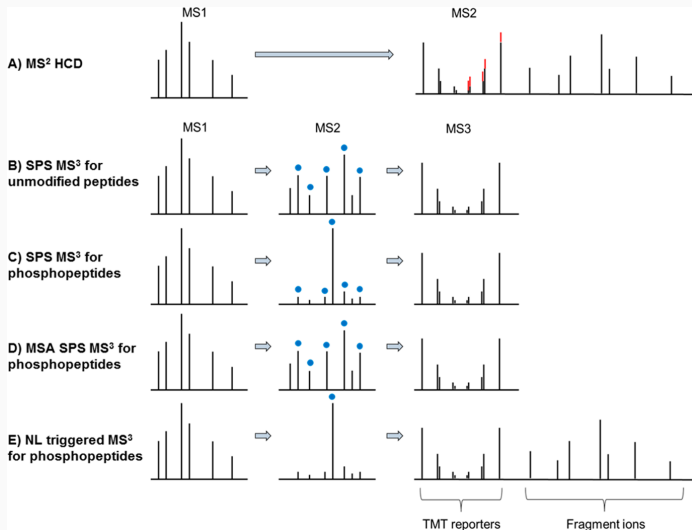 MS1
MS2
A) MS² HCD
MS1
MS2
MS3
B) SPS MS³ for
unmodified peptides
C) SPS MS³ for
phosphopeptides
D) MSA SPS MS³ for
phosphopeptides
E) NL triggered MS³
for phosphopeptides
TMT reporters
Fragment ions